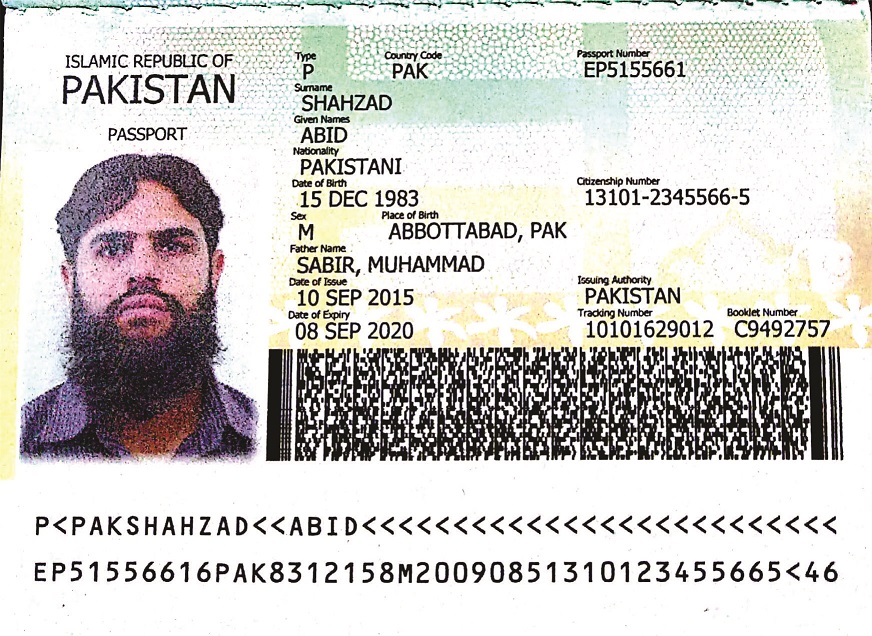 ISLAMIC REPUBLIC OF
PAKISTAN
PASSPORT
Type Country Code Passport Number
P PAK EP5155661
Surname
SHAHZAD
Given Names
ABID
Nationality
PAKISTANI
Date of Birth Citizenship Number
15 DEC 1983 13101-2345566-5
Sex Place of Birth
M ABBOTTABAD, PAK
Father Name
SABIR, MUHAMMAD
Date of Issue Issuing Authority
10 SEP 2015 PAKISTAN
Date of Expiry Tracking Number Booklet Number
08 SEP 2020 10101629012 C9492757
P<PAKSHAHZAD<<ABID<<<<<<<<<<<<<<<<<<<<<<<<<<
EP51556616PAK8312158M20090851310123455665<46